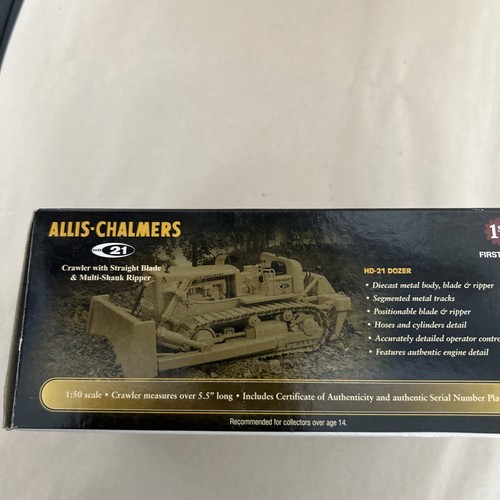 ALLIS-CHALMERS
HD 21
Crawler with Straight Blade
& Multi-Shank Ripper
1s
FIRST
HD-21 DOZER
• Diecast metal body, blade & ripper
• Segmented metal tracks
• Positionable blade & ripper
• Hoses and cylinders detail
• Accurately detailed operator contro
• Features authentic engine detail
1:50 scale • Crawler measures over 5.5" long • Includes Certificate of Authenticity and authentic Serial Number Pla
Recommended for collectors over age 14.